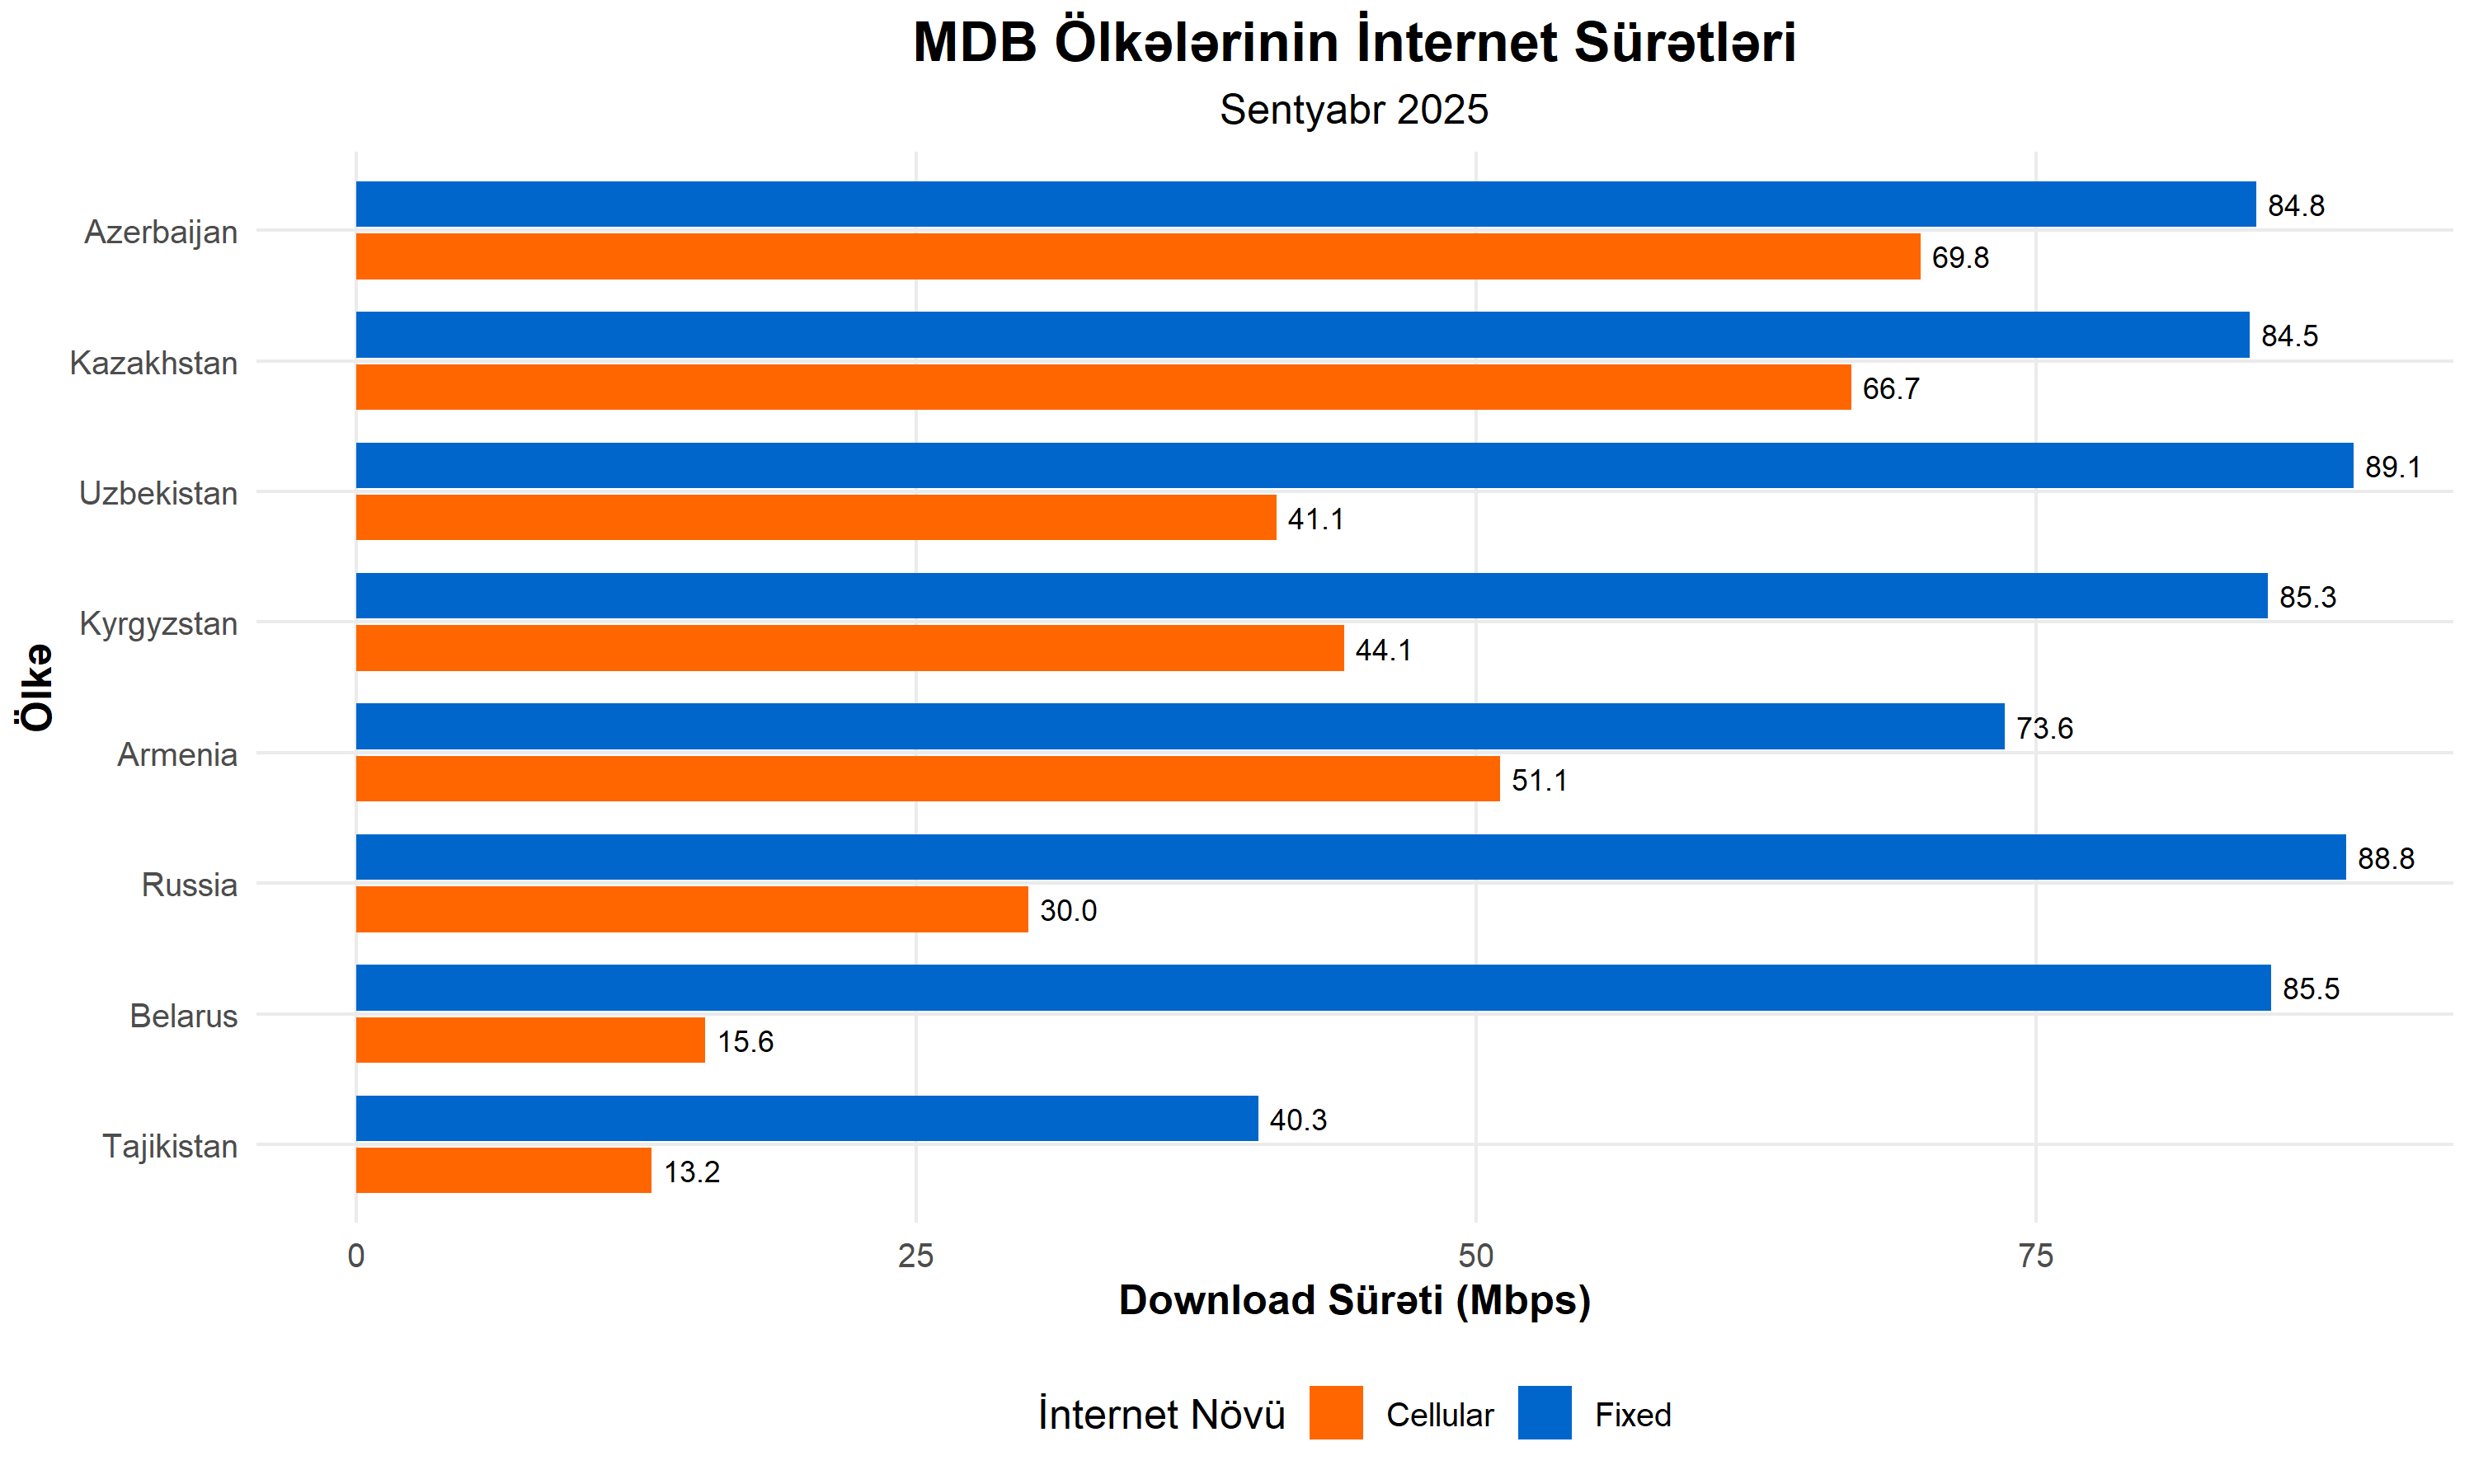 MDB Ölkələrinin İnternet Sürətləri
Sentyabr 2025
Ölkə
Azerbaijan
84.8
69.8
Kazakhstan
84.5
66.7
Uzbekistan
89.1
41.1
Kyrgyzstan
85.3
44.1
Armenia
73.6
51.1
Russia
88.8
30.0
Belarus
85.5
15.6
Tajikistan
40.3
13.2
0 25 50 75
Download Sürəti (Mbps)
İnternet Növü Cellular Fixed